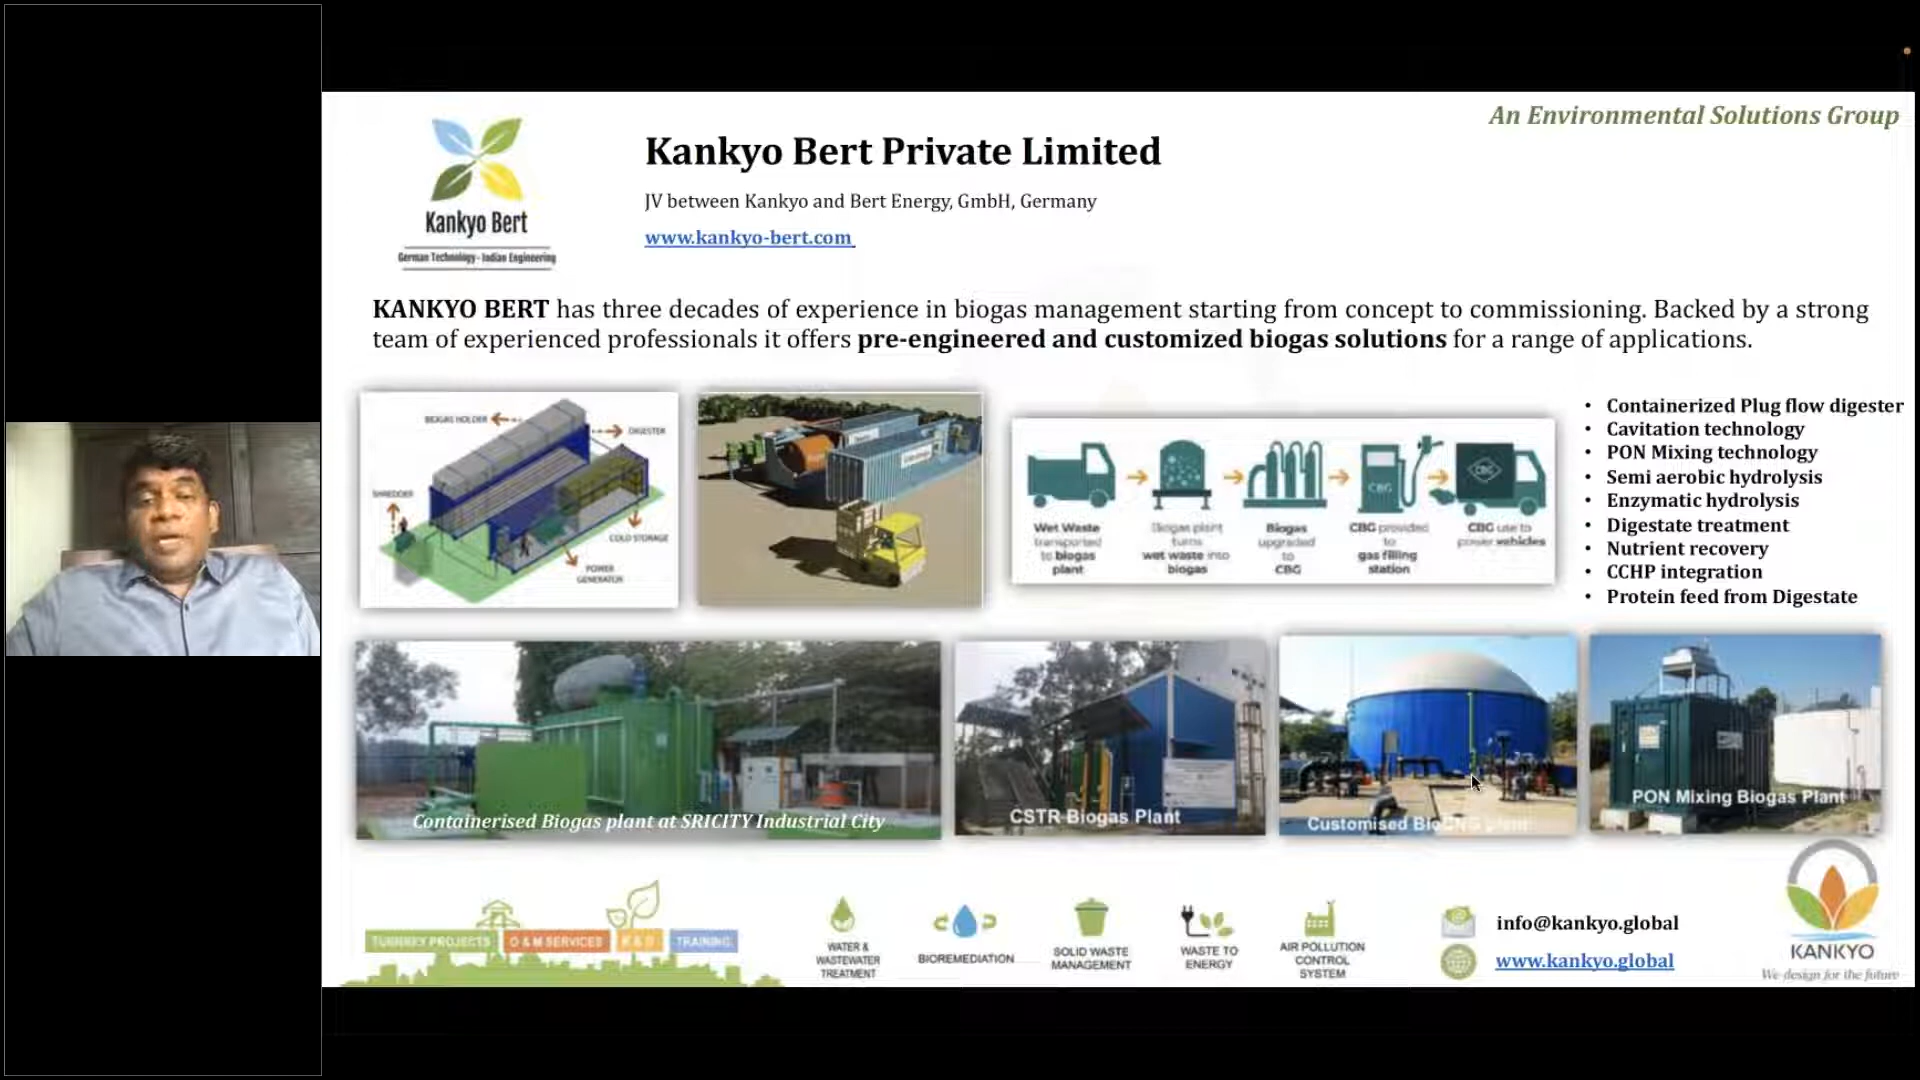 An Environmental Solutions Group
Kankyo Bert
German Technology- Indian Engineering
Kankyo Bert Private Limited
JV between Kankyo and Bert Energy, GmbH, Germany
www.kankyo-bert.com
KANKYO BERT has three decades of experience in biogas management starting from concept to commissioning. Backed by a strong
team of experienced professionals it offers pre-engineered and customized biogas solutions for a range of applications.
BIOGAS HOLDER
DIGESTER
SHREDDER
COLD STORAGE
POWER
GENERATOR
CBG
CBG
Wet Waste
transported
to biogas
plant
Biogas plant
turns
wet waste into
biogas
Biogas
upgraded
to
CBG
CBG provided
to
gas filling
station
CBG use to
power vehicles
• Containerized Plug flow digester
• Cavitation technology
• PON Mixing technology
• Semi aerobic hydrolysis
• Enzymatic hydrolysis
• Digestate treatment
• Nutrient recovery
• CCHP integration
• Protein feed from Digestate
Containerised Biogas plant at SRICITY Industrial City
CSTR Biogas Plant
Customised BioCNG plant
PON Mixing Biogas Plant
TURNKEY PROJECTS
O & M SERVICES
R & D
TRAINING
WATER &
WASTEWATER
TREATMENT
BIOREMEDIATION
SOLID WASTE
MANAGEMENT
WASTE TO
ENERGY
AIR POLLUTION
CONTROL
SYSTEM
info@kankyo.global
www.kankyo.global
KANKYO
We design for the future